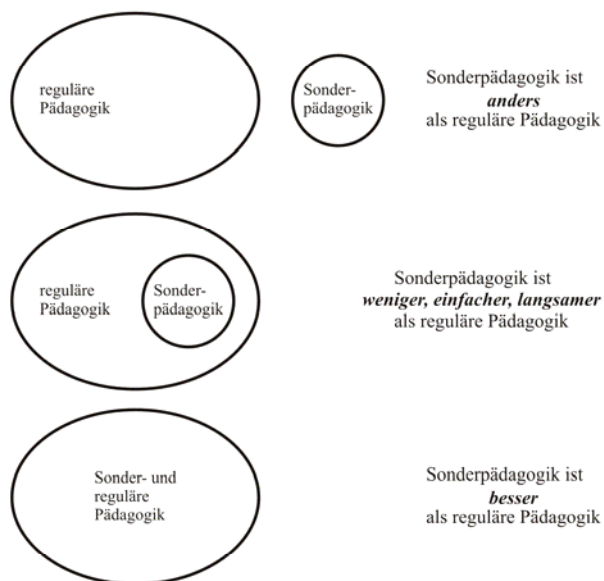 reguläre
Pädagogik
Sonder-
pädagogik
Sonderpädagogik ist
anders
als reguläre Pädagogik
reguläre
Pädagogik
Sonder-
pädagogik
Sonderpädagogik ist
weniger, einfacher, langsamer
als reguläre Pädagogik
Sonder- und
reguläre
Pädagogik
Sonderpädagogik ist
besser
als reguläre Pädagogik